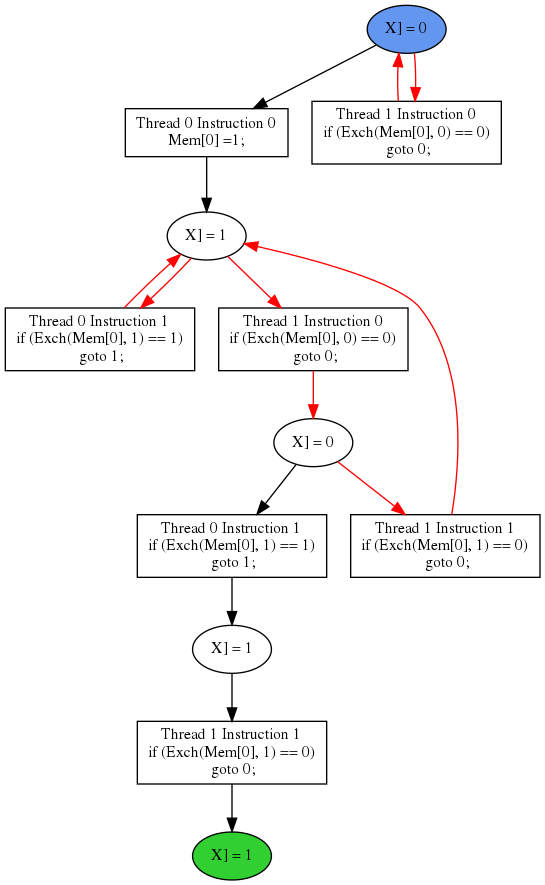 X] = 0
Thread 0 Instruction 0
Mem[0] =1;
Thread 1 Instruction 0
if (Exch(Mem[0], 0) == 0)
goto 0;
X] = 1
Thread 0 Instruction 1
if (Exch(Mem[0], 1) == 1)
goto 1;
Thread 1 Instruction 0
if (Exch(Mem[0], 0) == 0)
goto 0;
X] = 0
Thread 0 Instruction 1
if (Exch(Mem[0], 1) == 1)
goto 1;
Thread 1 Instruction 1
if (Exch(Mem[0], 1) == 0)
goto 0;
X] = 1
Thread 1 Instruction 1
if (Exch(Mem[0], 1) == 0)
goto 0;
X] = 1